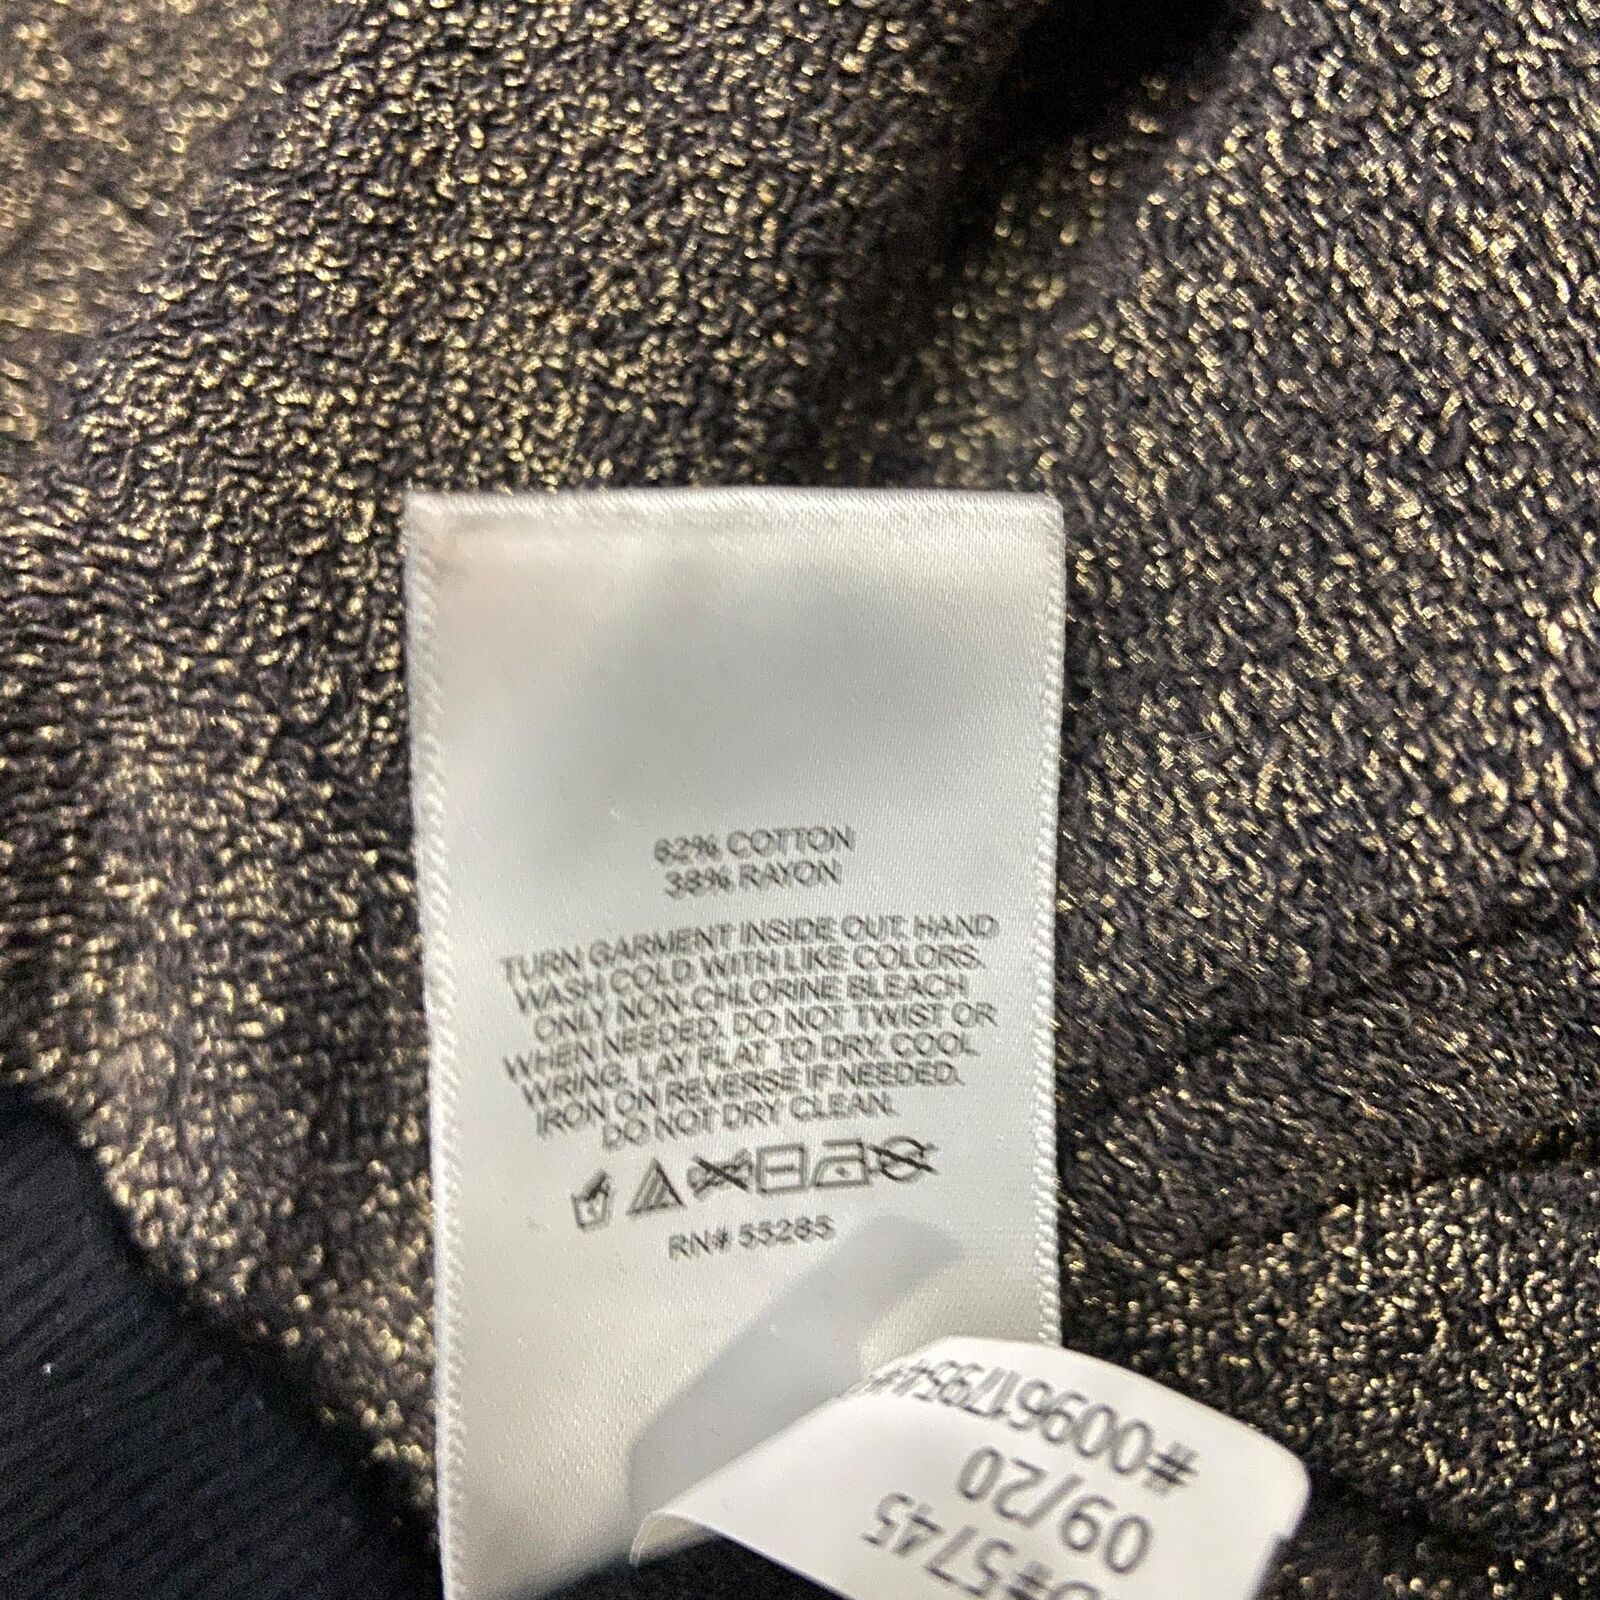 62% COTTON
38% RAYON
TURN GARMENT INSIDE OUT, HAND
WASH COLD WITH LIKE COLORS.
ONLY NON-CHLORINE BLEACH
WHEN NEEDED. DO NOT TWIST OR
WRING. LAY FLAT TO DRY. COOL
IRON ON REVERSE IF NEEDED.
DO NOT DRY CLEAN.
RN# 55285
#5745
09/20